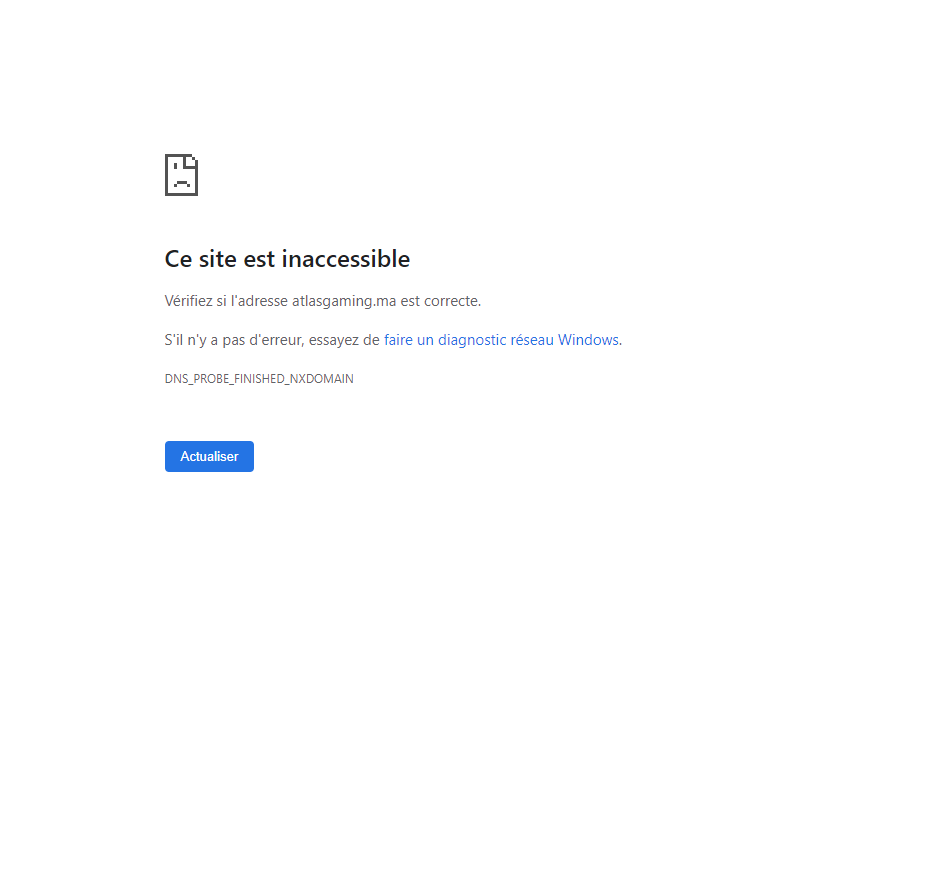 Ce site est inaccessible
Vérifiez si l'adresse atlasgaming.ma est correcte.
S'il n'y a pas d'erreur, essayez de faire un diagnostic réseau Windows.
DNS_PROBE_FINISHED_NXDOMAIN
Actualiser